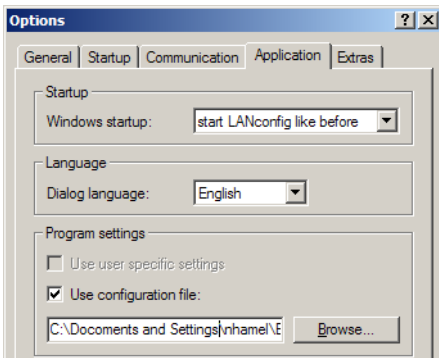 Options
General Startup Communication Application Extras
Startup
Windows startup: start LANconfig like before
Language
Dialog language: English
Program settings
Use user specific settings
Use configuration file:
C:\Docoments and Settings\nhamel\E Browse...